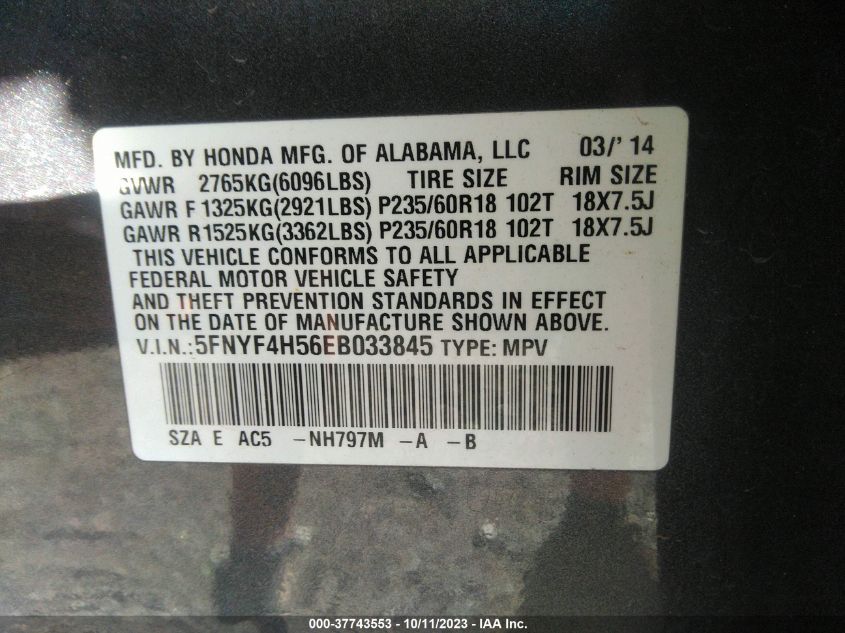 MFD. BY HONDA MFG. OF ALABAMA, LLC 03/' 14
GVWR 2765KG(6096LBS) TIRE SIZE RIM SIZE
GAWR F 1325KG(2921LBS) P235/60R18 102T 18X7.5J
GAWR R1525KG(3362LBS) P235/60R18 102T 18X7.5J
THIS VEHICLE CONFORMS TO ALL APPLICABLE
FEDERAL MOTOR VEHICLE SAFETY
AND THEFT PREVENTION STANDARDS IN EFFECT
ON THE DATE OF MANUFACTURE SHOWN ABOVE.
V.I.N.:5FNYF4H56EB033845 TYPE: MPV
SZA E AC5 -NH797M -A -B
000-37743553 - 10/11/2023 - IAA Inc.